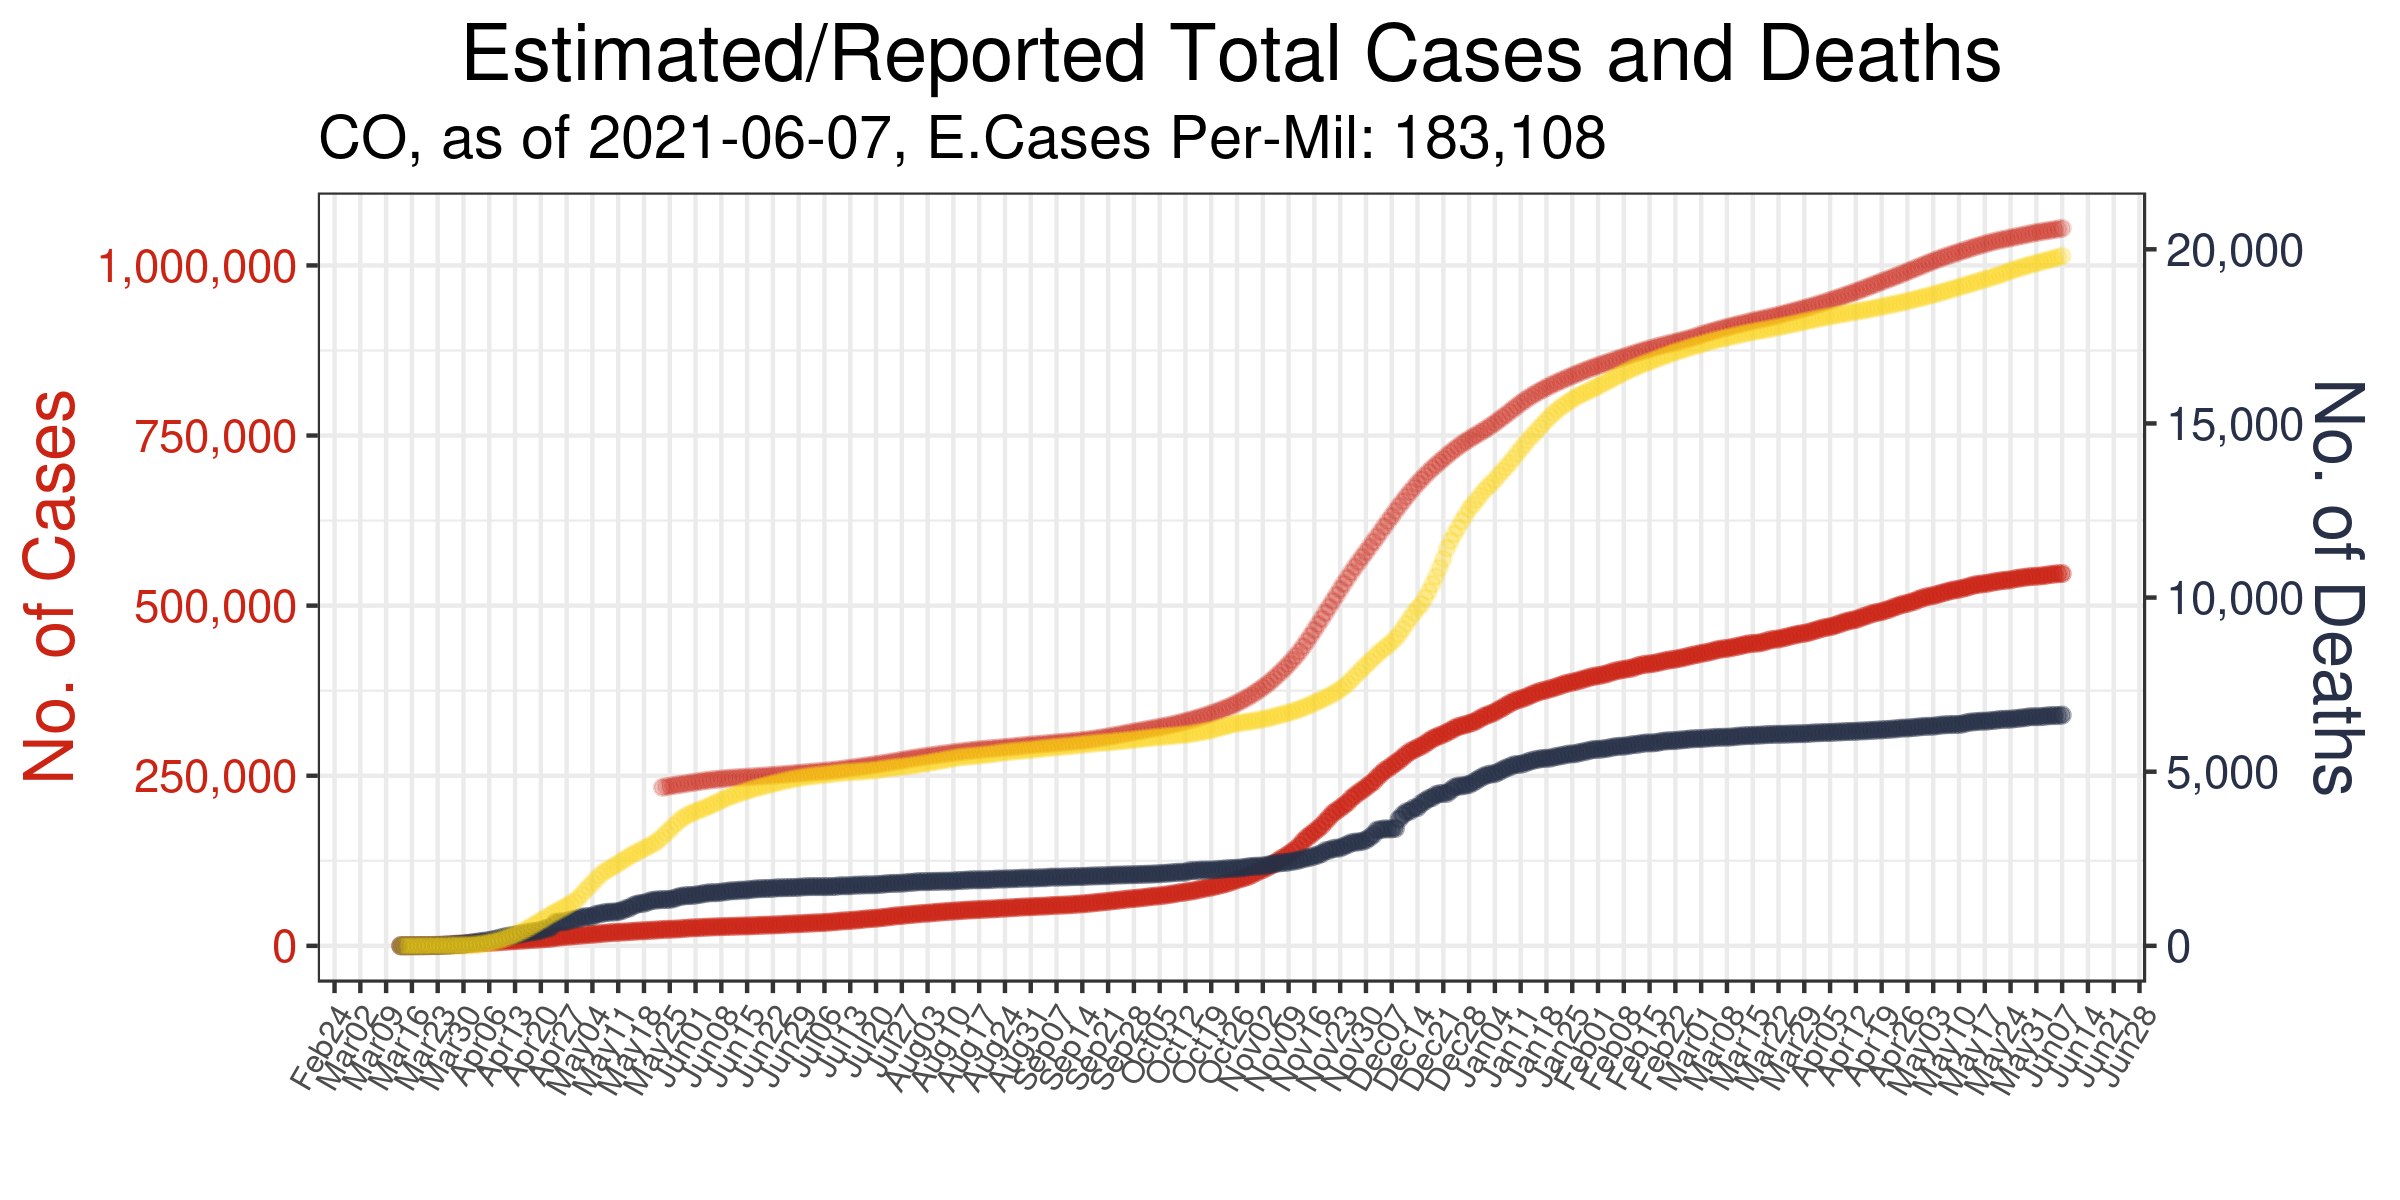 Estimated/Reported Total Cases and Deaths
CO, as of 2021-06-07, E.Cases Per-Mil: 183,108
No. of Cases
1,000,000
750,000
500,000
250,000
0
20,000
15,000
10,000
5,000
0
No. of Deaths
Feb24
Mar02
Mar09
Mar16
Mar23
Mar30
Apr06
Apr13
Apr20
Apr27
May04
May11
May18
May25
Jun01
Jun08
Jun15
Jun22
Jun29
Jul06
Jul13
Jul20
Jul27
Aug03
Aug10
Aug17
Aug24
Aug31
Sep07
Sep14
Sep21
Sep28
Oct05
Oct12
Oct19
Oct26
Nov02
Nov09
Nov16
Nov23
Nov30
Dec07
Dec14
Dec21
Dec28
Jan04
Jan11
Jan18
Jan25
Feb01
Feb08
Feb15
Feb22
Mar01
Mar08
Mar15
Mar22
Mar29
Apr05
Apr12
Apr19
Apr26
May03
May10
May17
May24
May31
Jun07
Jun14
Jun21
Jun28